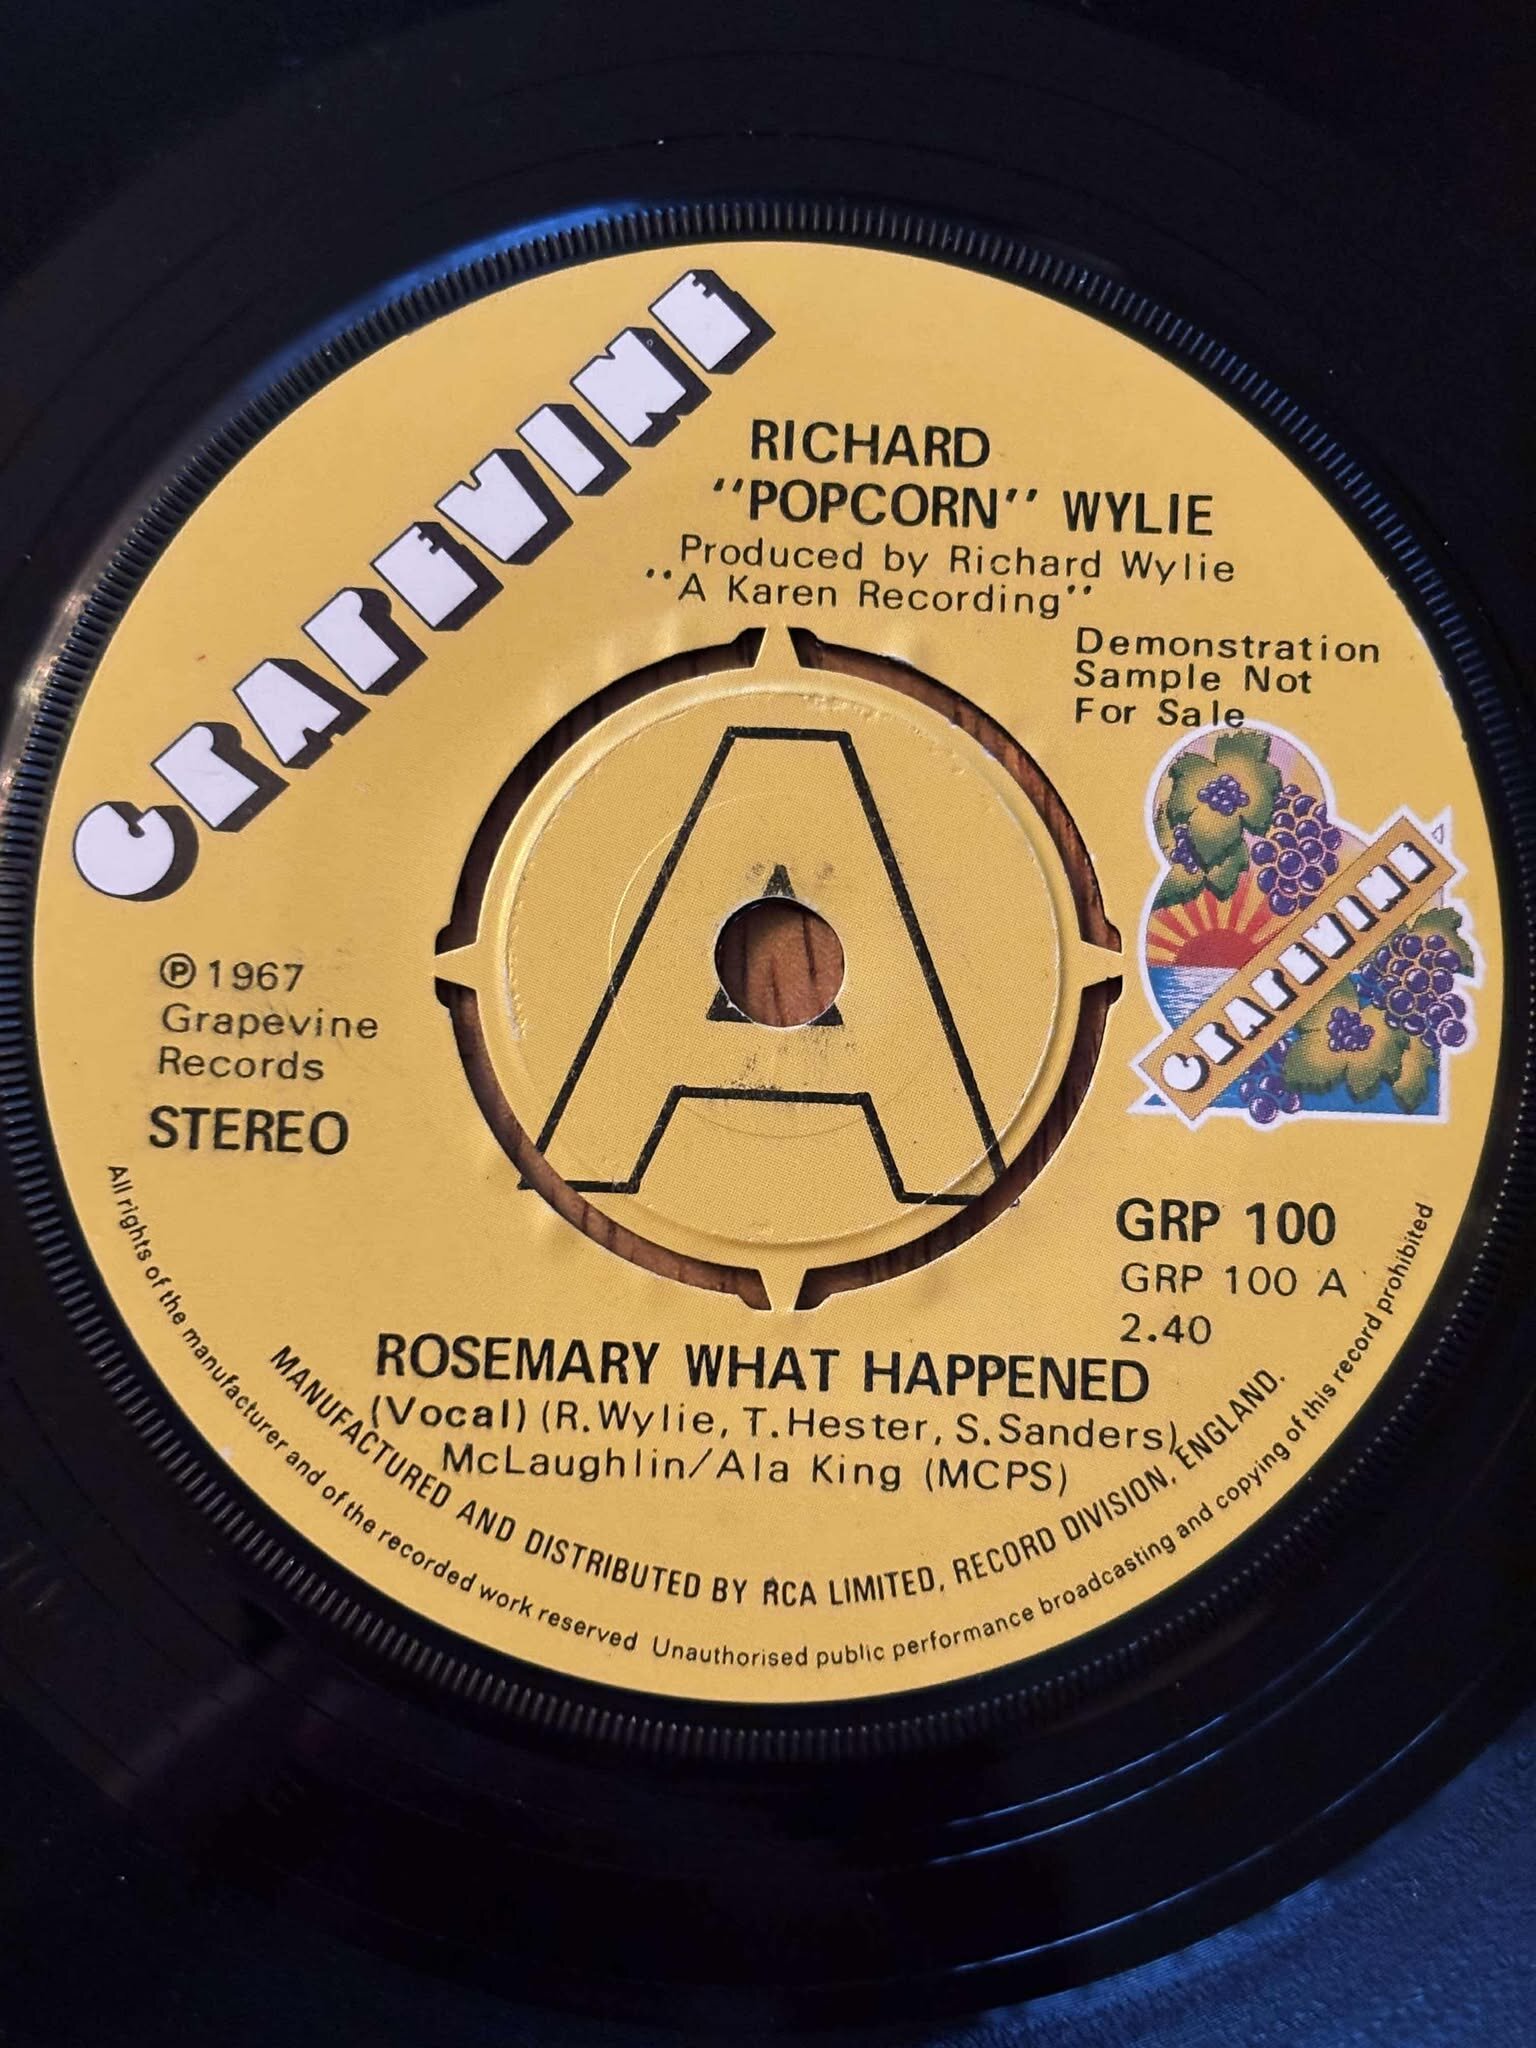 GRAPEVINE
RICHARD
"POPCORN" WYLIE
Produced by Richard Wylie
"A Karen Recording"
Demonstration
Sample Not
For Sale
A
A
GRAPEVINE
℗ 1967
Grapevine
Records
STEREO
GRP 100
GRP 100 A
2.40
ROSEMARY WHAT HAPPENED
(Vocal) (R.Wylie, T.Hester, S.Sanders)
McLaughlin/Ala King (MCPS)
MANUFACTURED AND DISTRIBUTED BY RCA LIMITED, RECORD DIVISION, ENGLAND.
All rights of the manufacturer and of the recorded work reserved Unauthorised public performance broadcasting and copying of this record prohibited